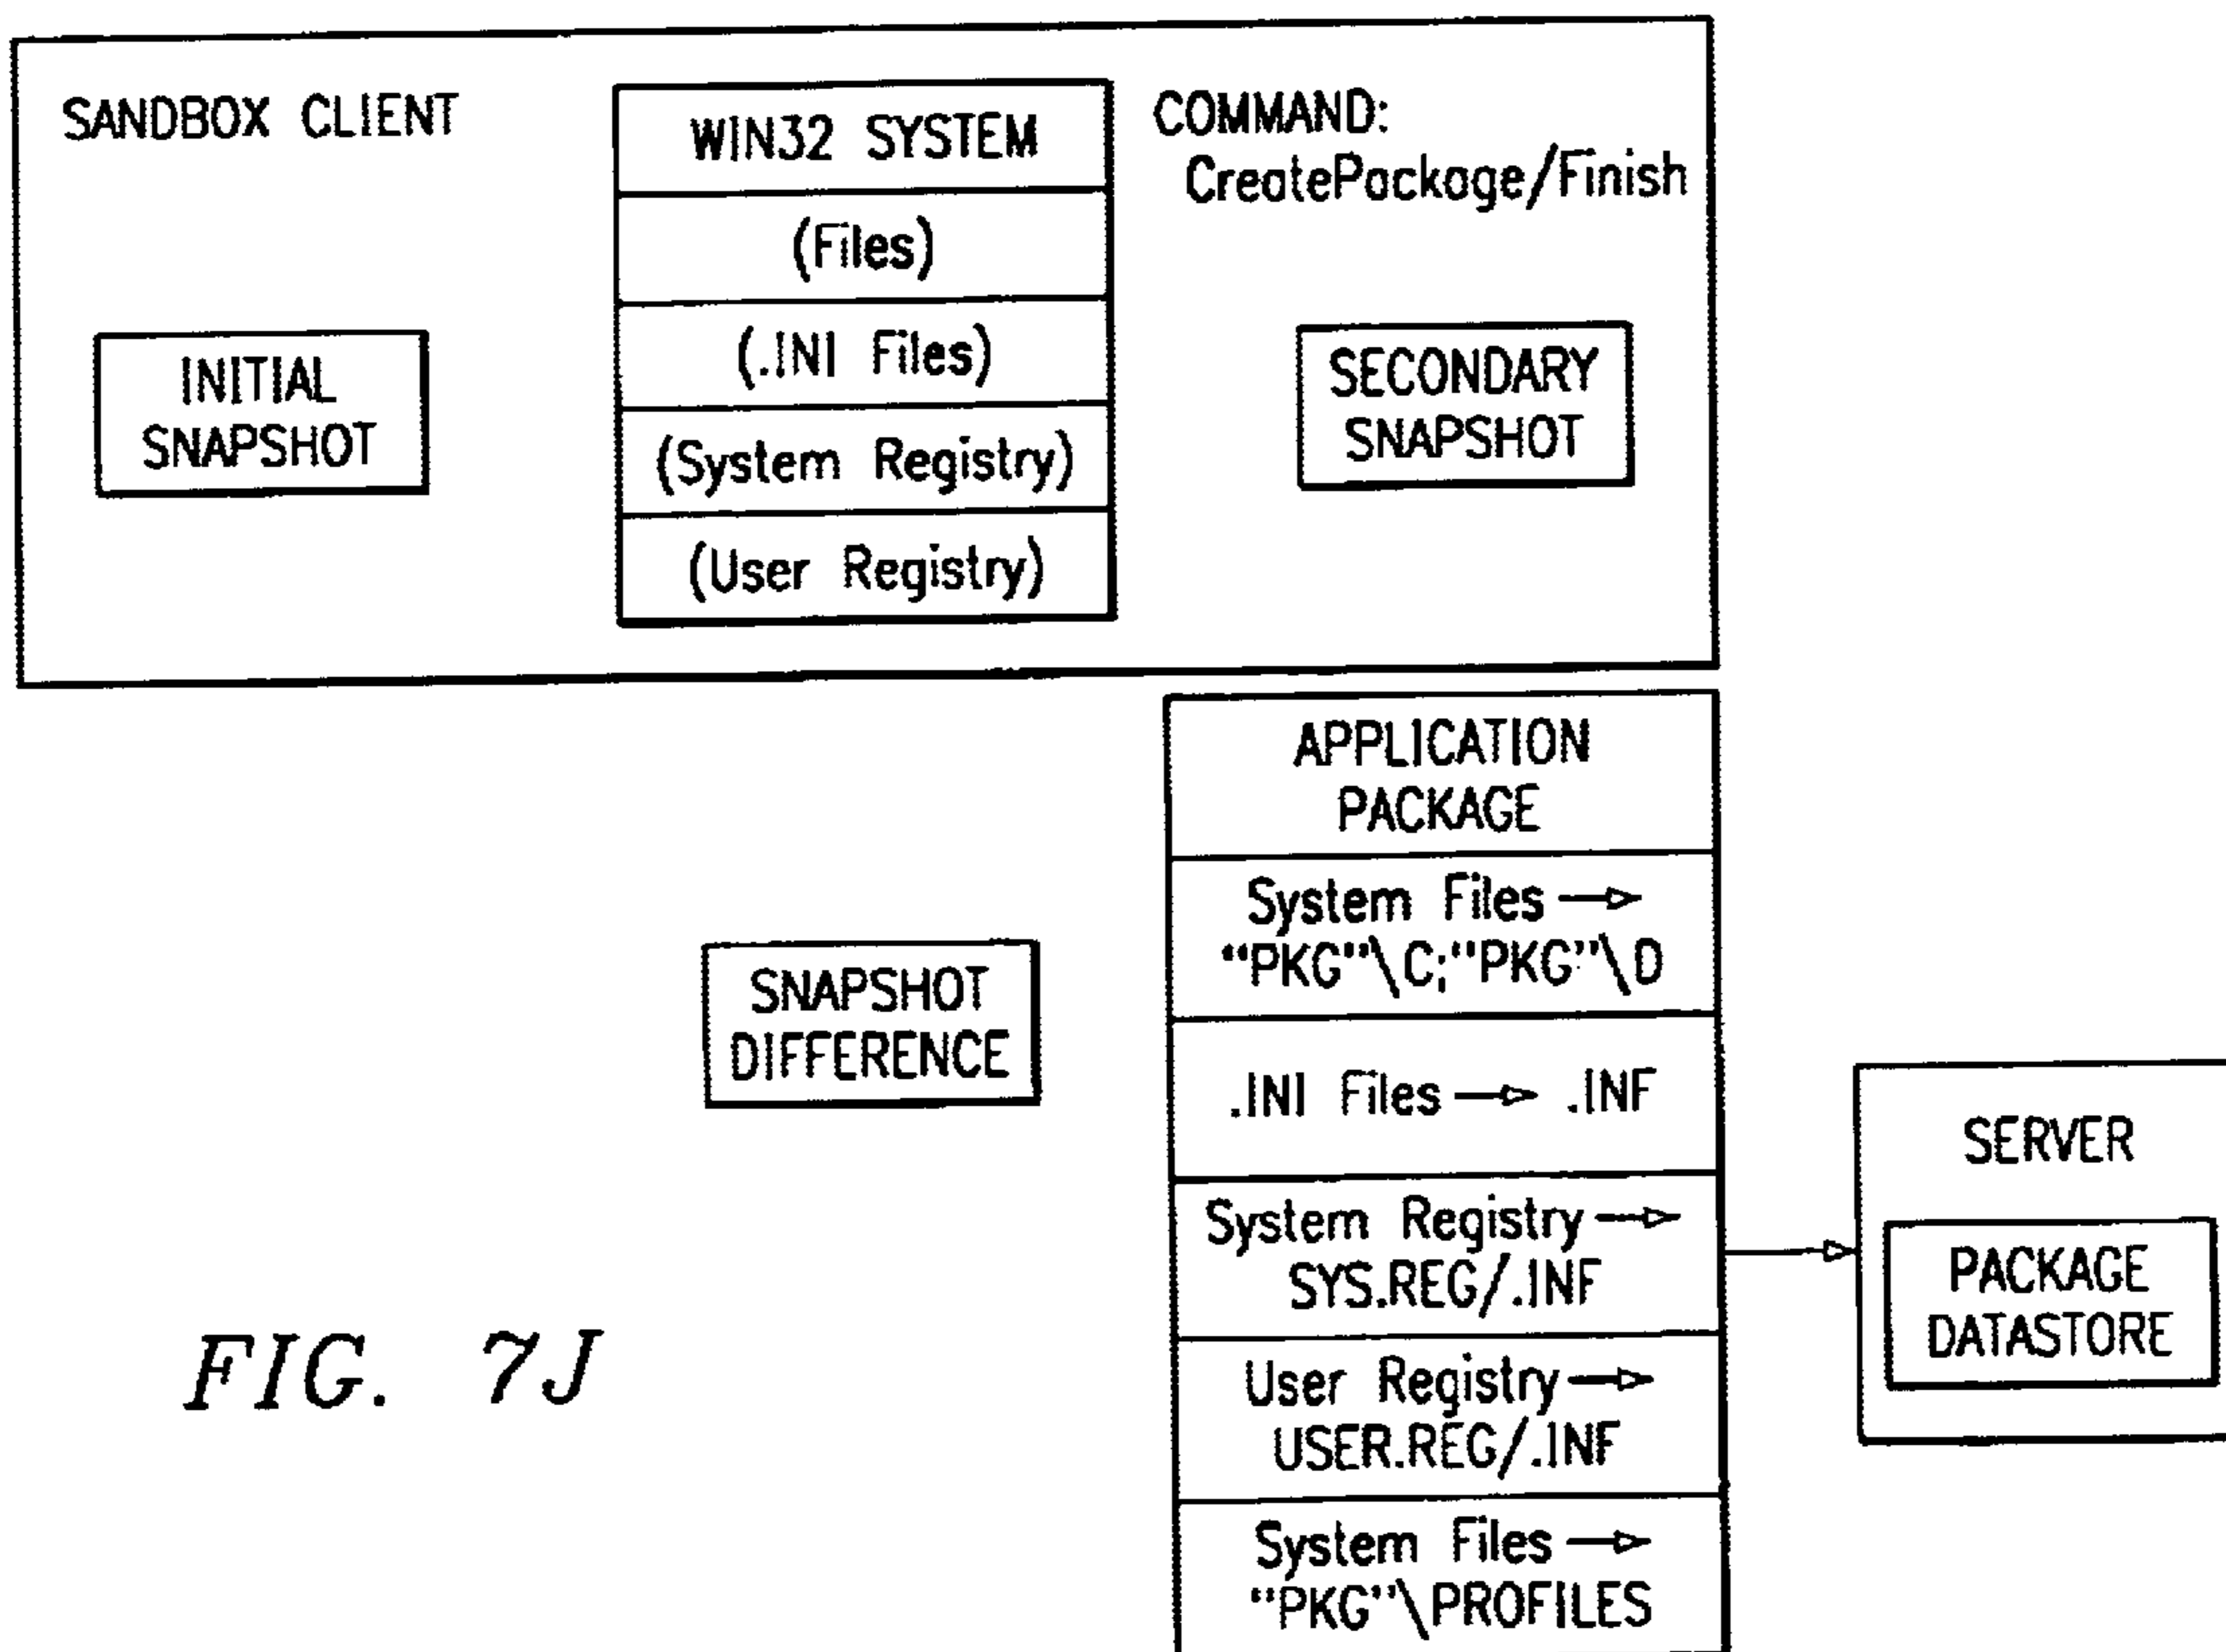 SANDBOX CLIENT
WIN32 SYSTEM
(Files)
(.INI Files)
(System Registry)
(User Registry)
COMMAND:
CreatePackage/Finish
INITIAL
SNAPSHOT
SECONDARY
SNAPSHOT
APPLICATION
PACKAGE
System Files →
“PKG”\C;“PKG”\D
.INI Files → .INF
System Registry →
SYS.REG/.INF
User Registry →
USER.REG/.INF
System Files →
“PKG”\PROFILES
SNAPSHOT
DIFFERENCE
SERVER
PACKAGE
DATASTORE
FIG. 7J